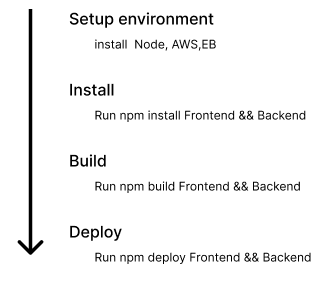 Setup environment
install Node, AWS,EB
Install
Run npm install Frontend && Backend
Build
Run npm build Frontend && Backend
Deploy
Run npm deploy Frontend && Backend